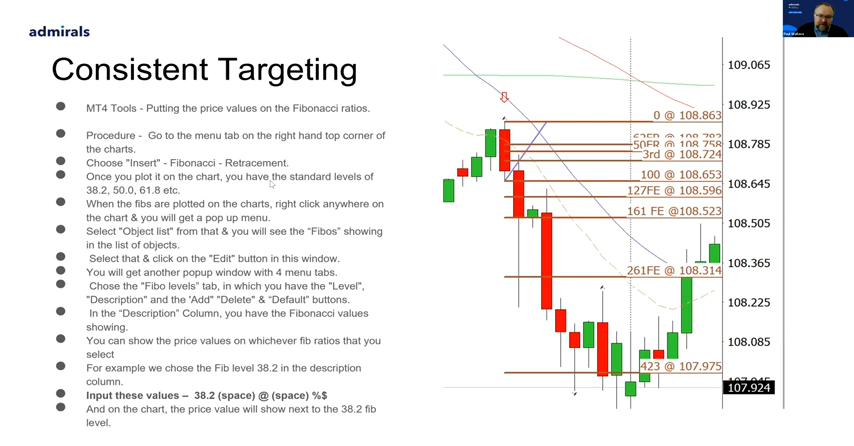 admirals
Consistent Targeting
MT4 Tools - Putting the price values on the Fibonacci ratios.
Procedure - Go to the menu tab on the right hand top corner of
the charts.
Choose "Insert" - Fibonacci - Retracement.
Once you plot it on the chart, you have the standard levels of
38.2, 50.0, 61.8 etc.
When the fibs are plotted on the charts, right click anywhere on
the chart & you will get a pop up menu.
Select "Object list" from that & you will see the “Fibos” showing
in the list of objects.
Select that & click on the "Edit" button in this window.
You will get another popup window with 4 menu tabs.
Chose the "Fibo levels” tab, in which you have the "Level",
"Description" and the 'Add" "Delete" & “Default” buttons.
In the “Description” Column, you have the Fibonacci values
showing.
You can show the price values on whichever fib ratios that you
select
For example we chose the Fib level 38.2 in the description
column.
Input these values – 38.2 (space) @ (space) %$
And on the chart, the price value will show next to the 38.2 fib
level.
0 @ 108.863
50FR @ 108.758
3rd @ 108.724
100 @ 108.653
127FE @ 108.596
161 FE @108.523
261FE @ 108.314
423 @ 107.975
109.065
108.925
108.785
108.645
108.505
108.365
108.225
108.085
107.945
107.924
admirals
Paul Wallace